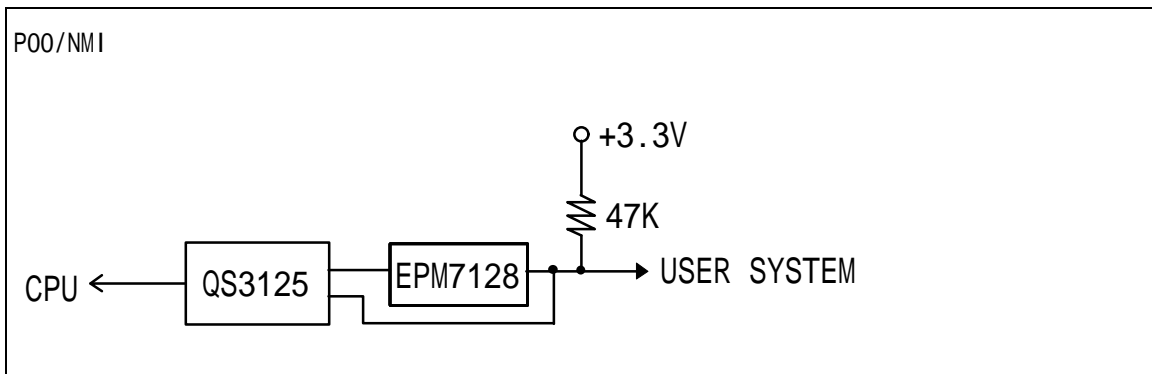 P00/NMI
+3.3V
47K
CPU
QS3125
EPM7128
USER SYSTEM